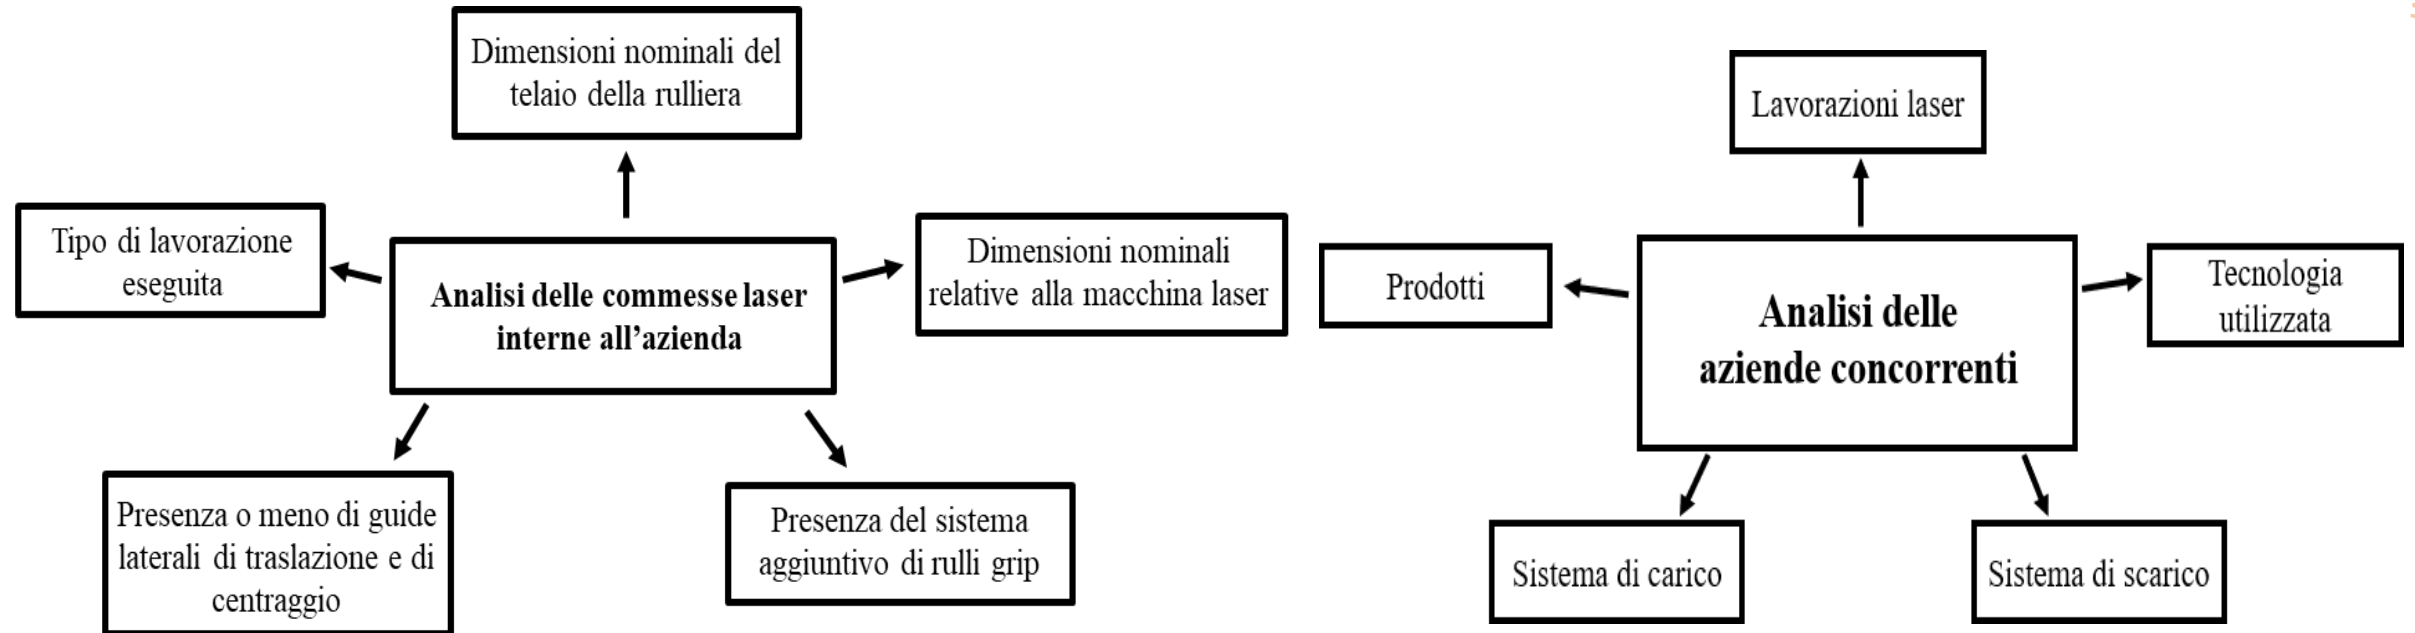 Dimensioni nominali del
telaio della rulliera
Tipo di lavorazione
eseguita
Analisi delle commesse laser
interne all’azienda
Dimensioni nominali
relative alla macchina laser
Presenza o meno di guide
laterali di traslazione e di
centraggio
Presenza del sistema
aggiuntivo di rulli grip
Lavorazioni laser
Prodotti
Analisi delle
aziende concorrenti
Tecnologia
utilizzata
Sistema di carico
Sistema di scarico